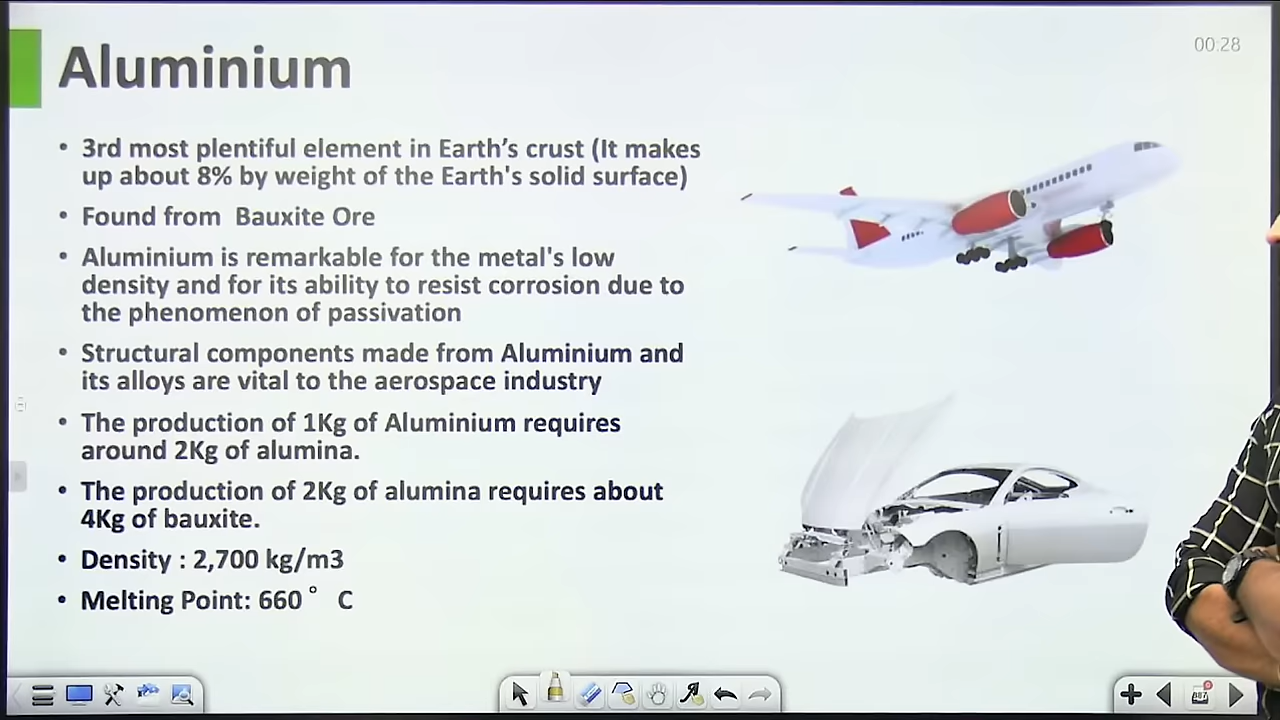 Aluminium
00:28
• 3rd most plentiful element in Earth’s crust (It makes
up about 8% by weight of the Earth's solid surface)
• Found from  Bauxite Ore
• Aluminium is remarkable for the metal's low
density and for its ability to resist corrosion due to
the phenomenon of passivation
• Structural components made from Aluminium and
its alloys are vital to the aerospace industry
• The production of 1Kg of Aluminium requires
around 2Kg of alumina.
• The production of 2Kg of alumina requires about
4Kg of bauxite.
• Density : 2,700 kg/m3
• Melting Point: 660 ° C